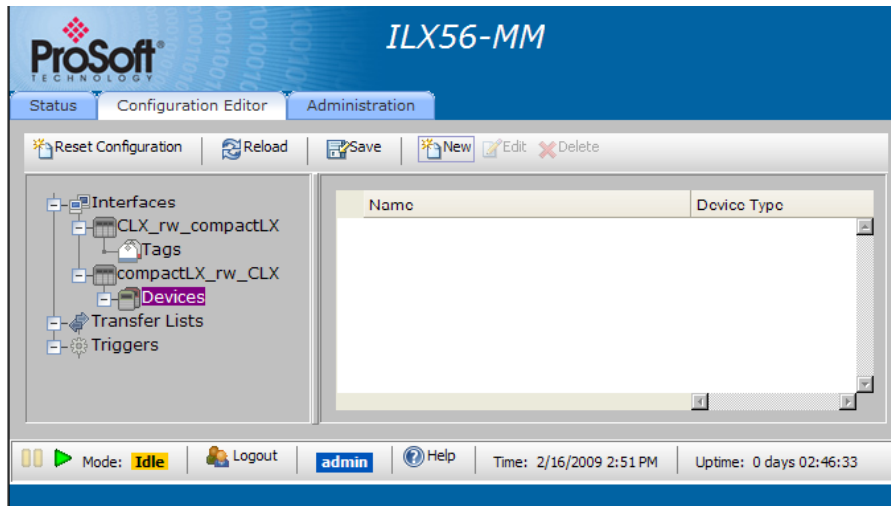 ProSoft®
TECHNOLOGY
ILX56-MM
Status Configuration Editor Administration
Reset Configuration Reload Save New Edit Delete
Interfaces
CLX_rw_compactLX
Tags
compactLX_rw_CLX
Devices
Transfer Lists
Triggers
Name Device Type
Mode: Idle Logout admin Help Time: 2/16/2009 2:51 PM Uptime: 0 days 02:46:33